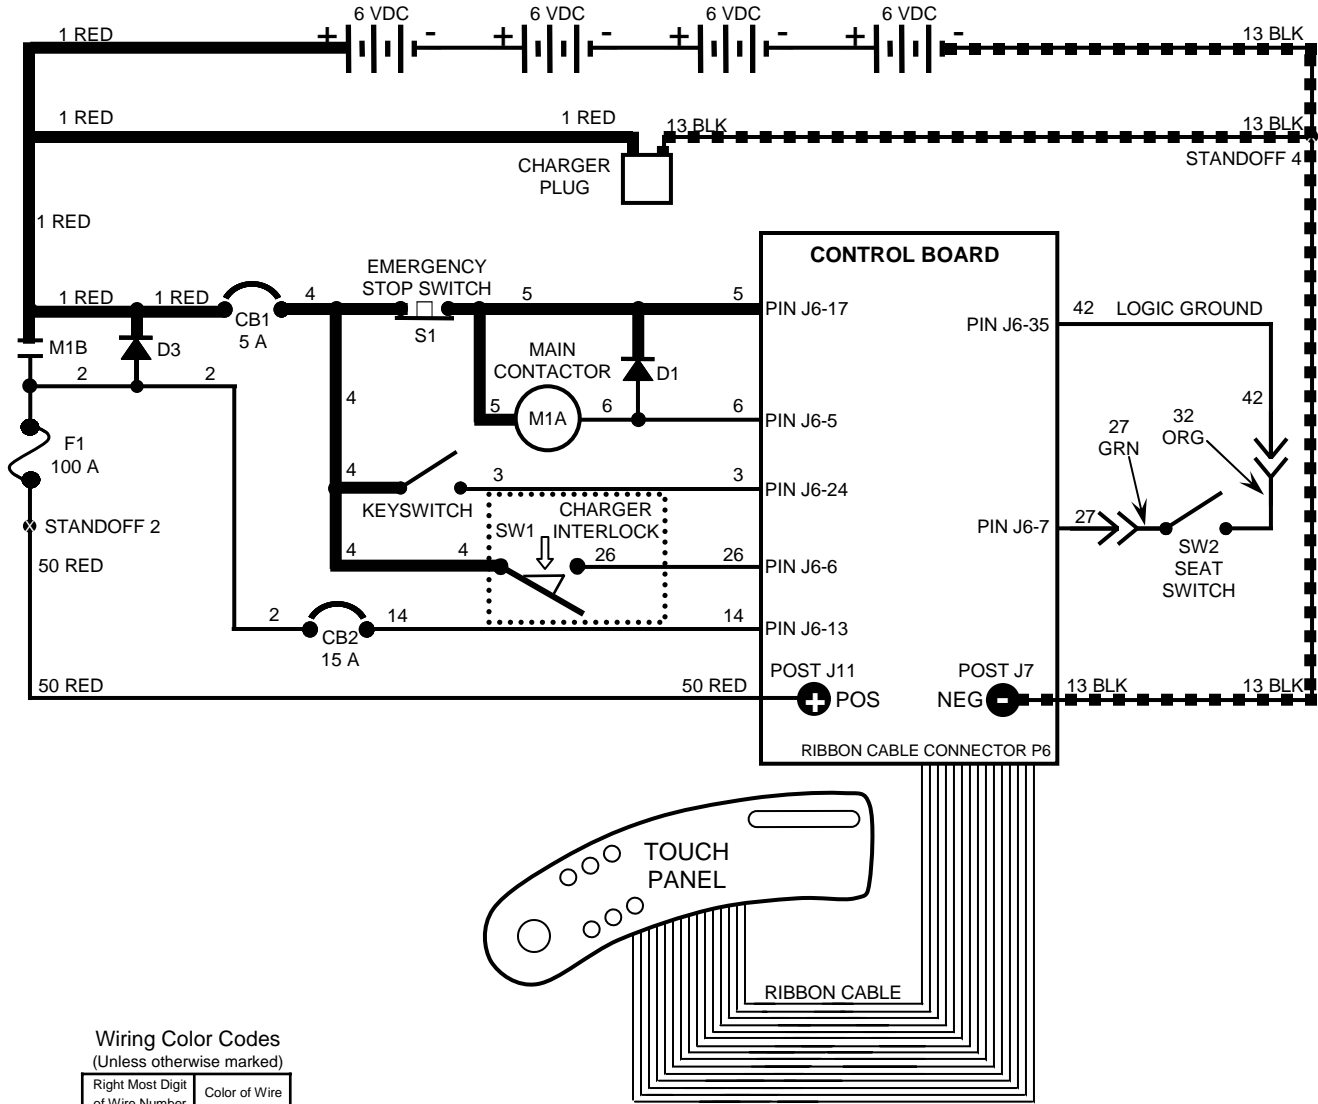 6 VDC 6 VDC 6 VDC 6 VDC
1 RED + - + - + - + - 13 BLK
1 RED 1 RED 13 BLK 13 BLK
CHARGER
PLUG
STANDOFF 4
1 RED
CONTROL BOARD
EMERGENCY
STOP SWITCH
1 RED 1 RED 4 5 5 PIN J6-17
42 LOGIC GROUND
PIN J6-35
CB1
5 A
S1
M1B D3
MAIN
CONTACTOR
D1
2 2
4 5 M1A 6 6 PIN J6-5
42
32
ORG
27
GRN
F1
100 A
4 3 3 PIN J6-24
KEYSWITCH
CHARGER
INTERLOCK
SW1
STANDOFF 2
PIN J6-7 27
SW2
SEAT
SWITCH
50 RED
4 4 26 26 PIN J6-6
2 14 14 PIN J6-13
CB2
15 A
POST J11 POST J7
50 RED 50 RED + POS NEG - 13 BLK 13 BLK
RIBBON CABLE CONNECTOR P6
TOUCH
PANEL
RIBBON CABLE
Wiring Color Codes
(Unless otherwise marked)
Right Most Digit
of Wire Number
Color of Wire